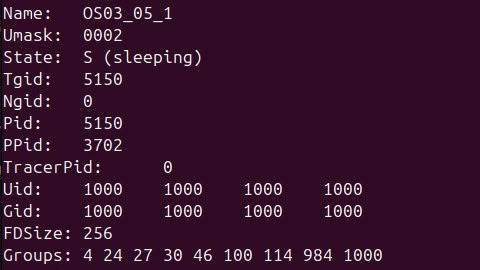 Name:   OS03_05_1
Umask:  0002
State:  S (sleeping)
Tgid:   5150
Ngid:   0
Pid:    5150
PPid:   3702
TracerPid:      0
Uid:    1000    1000    1000    1000
Gid:    1000    1000    1000    1000
FDSize: 256
Groups: 4 24 27 30 46 100 114 984 1000